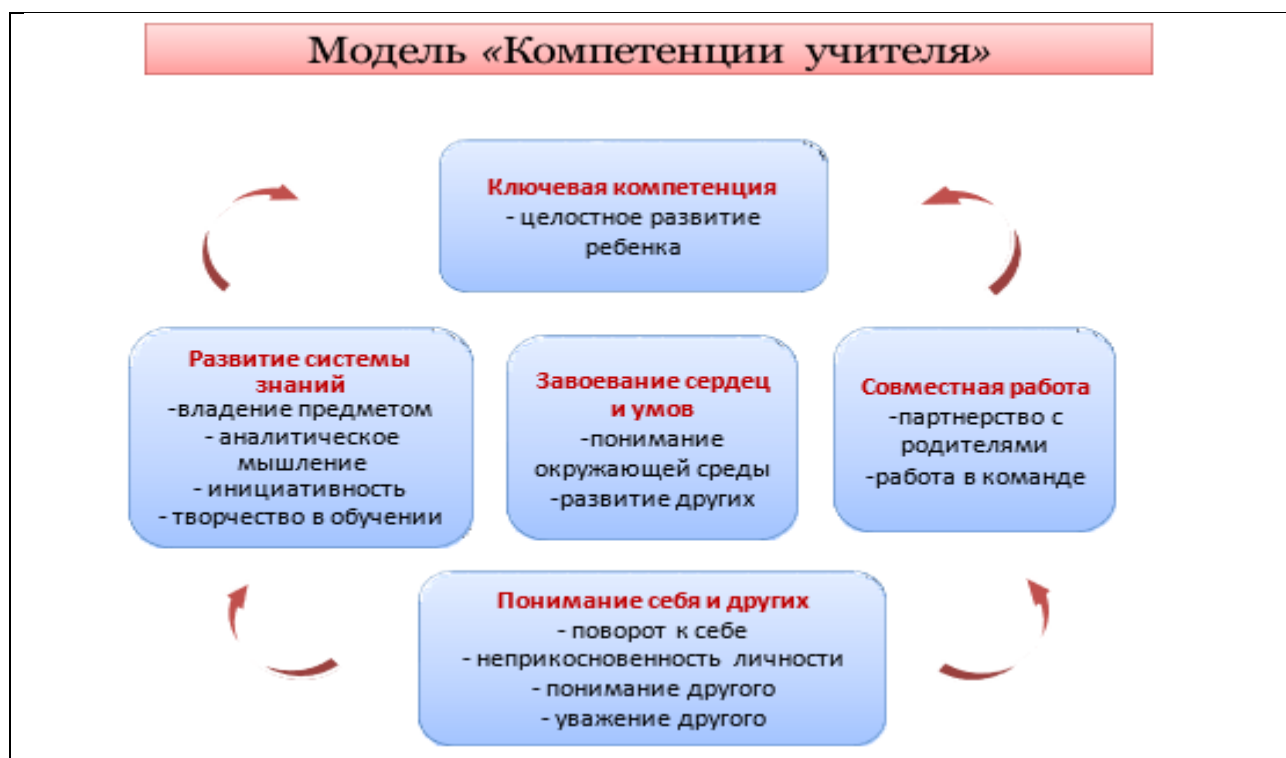 Модель «Компетенции учителя»
Ключевая компетенция
- целостное развитие
ребенка
Развитие системы
знаний
-владение предметом
- аналитическое
мышление
- инициативность
- творчество в обучении
Завоевание сердец
и умов
-понимание
окружающей среды
-развитие других
Совместная работа
-партнерство с
родителями
-работа в команде
Понимание себя и других
- поворот к себе
- неприкосновенность личности
- понимание другого
- уважение другого